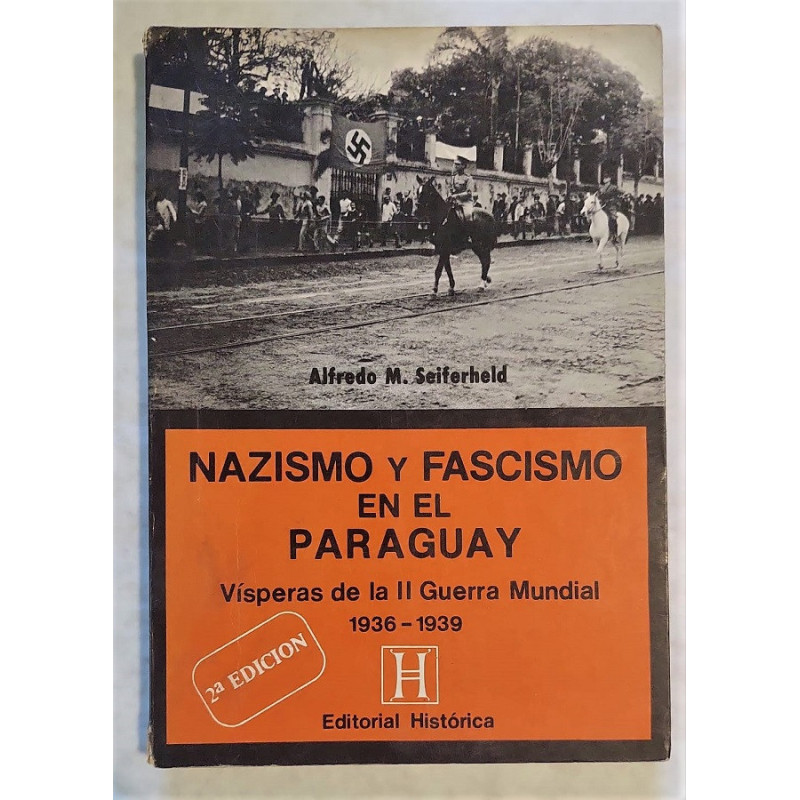 Alfredo M. Seiferheld
NAZISMO Y FASCISMO
EN EL
PARAGUAY
Vísperas de la II Guerra Mundial
1936-1939
2ª EDICION
H
Editorial Histórica